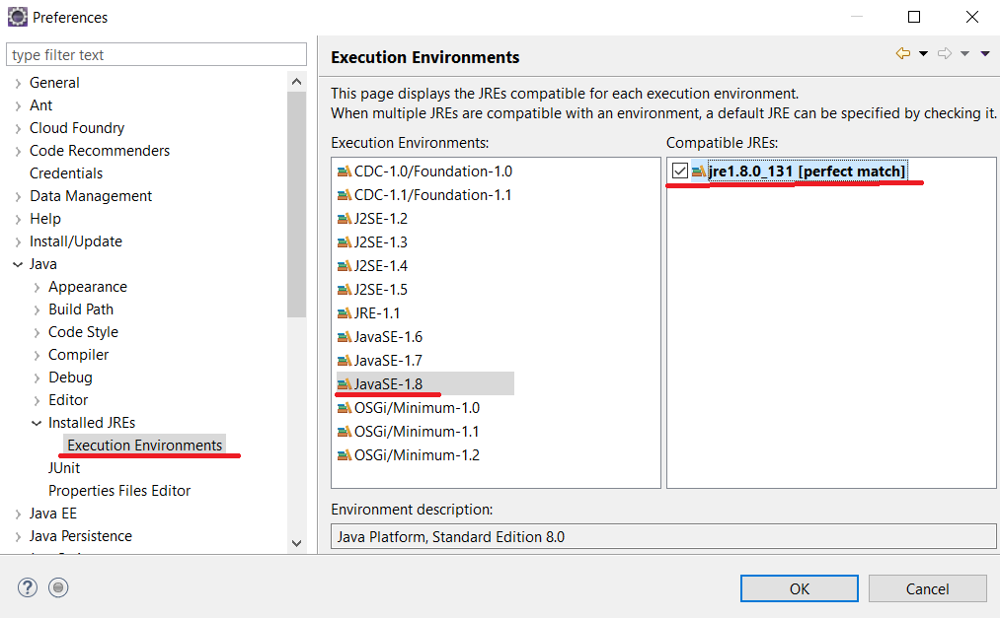 Preferences
type filter text
General
Ant
Cloud Foundry
Code Recommenders
Credentials
Data Management
Help
Install/Update
Java
Appearance
Build Path
Code Style
Compiler
Debug
Editor
Installed JREs
Execution Environments
JUnit
Properties Files Editor
Java EE
Java Persistence
Execution Environments
This page displays the JREs compatible for each execution environment.
When multiple JREs are compatible with an environment, a default JRE can be specified by checking it.
Execution Environments:
CDC-1.0/Foundation-1.0
CDC-1.1/Foundation-1.1
J2SE-1.2
J2SE-1.3
J2SE-1.4
J2SE-1.5
JRE-1.1
JavaSE-1.6
JavaSE-1.7
JavaSE-1.8
OSGi/Minimum-1.0
OSGi/Minimum-1.1
OSGi/Minimum-1.2
Compatible JREs:
jre1.8.0_131 [perfect match]
Environment description:
Java Platform, Standard Edition 8.0
?
OK
Cancel